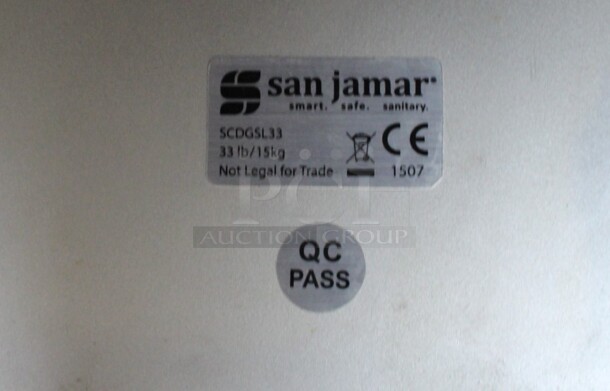 san jamar®
smart. safe. sanitary.
SCDGSL33
33 lb/15kg
Not Legal for Trade
CE
1507
PCI
AUCTION GROUP
QC
PASS